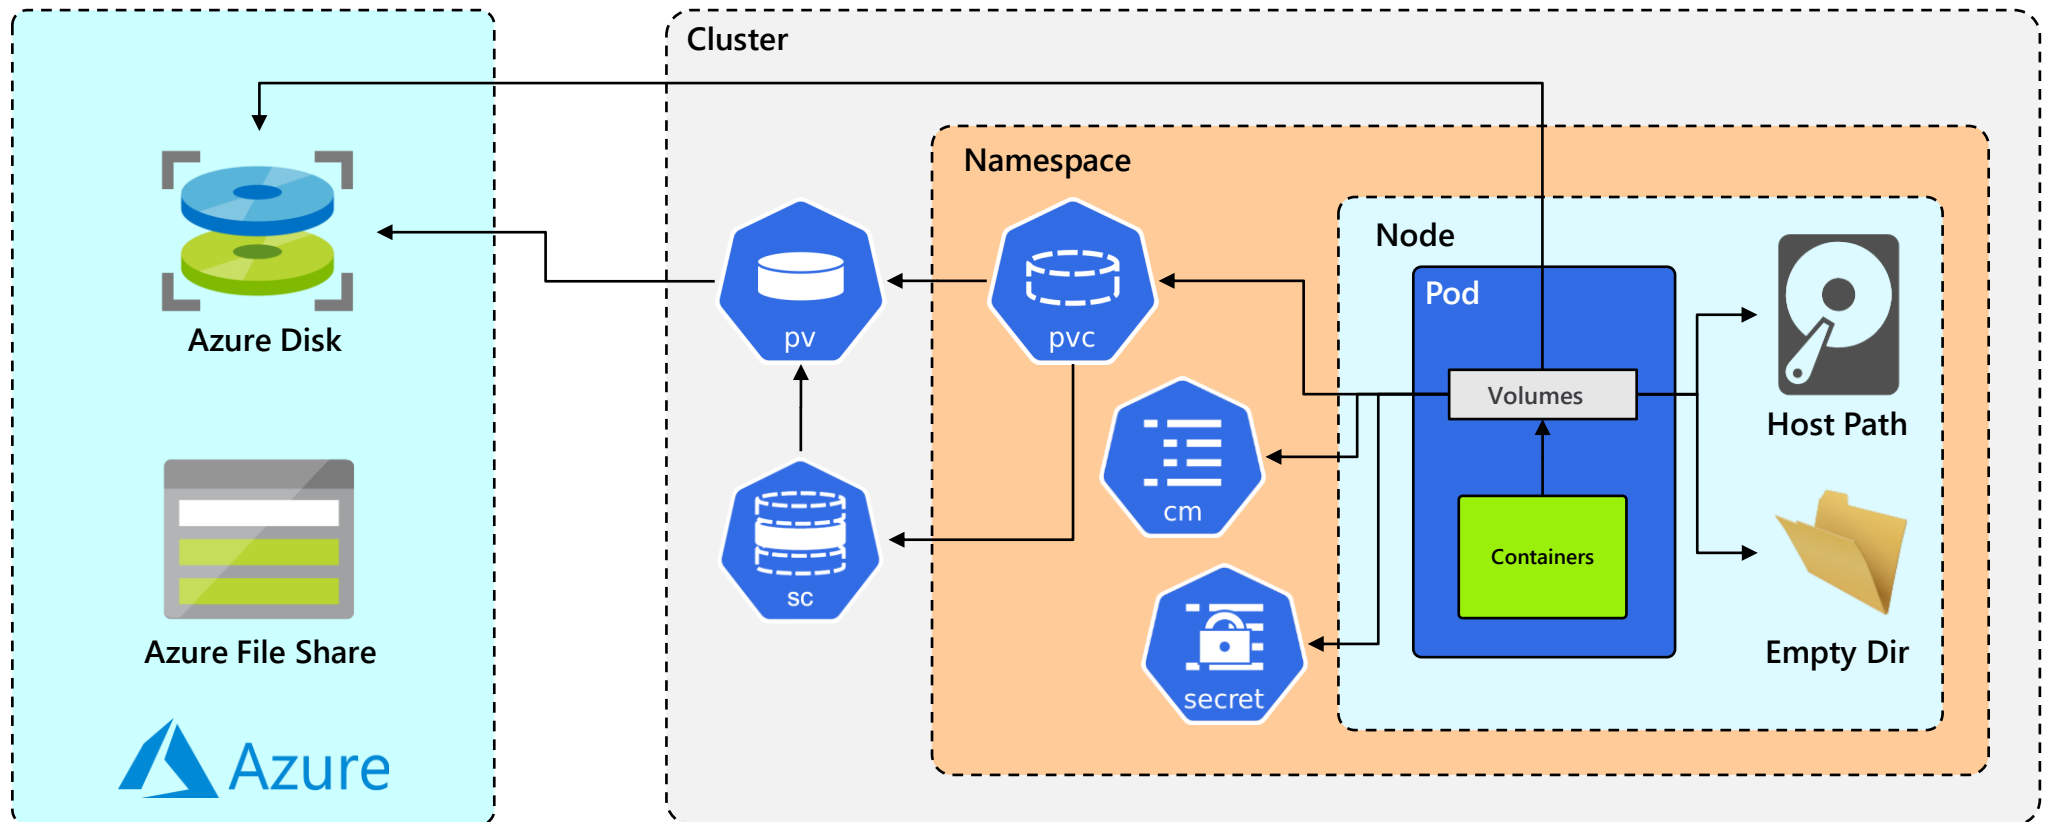 Cluster
Namespace
Node
Pod
pv
pvc
Azure Disk
Volumes
Host Path
cm
Containers
sc
Azure File Share
Empty Dir
secret
Azure